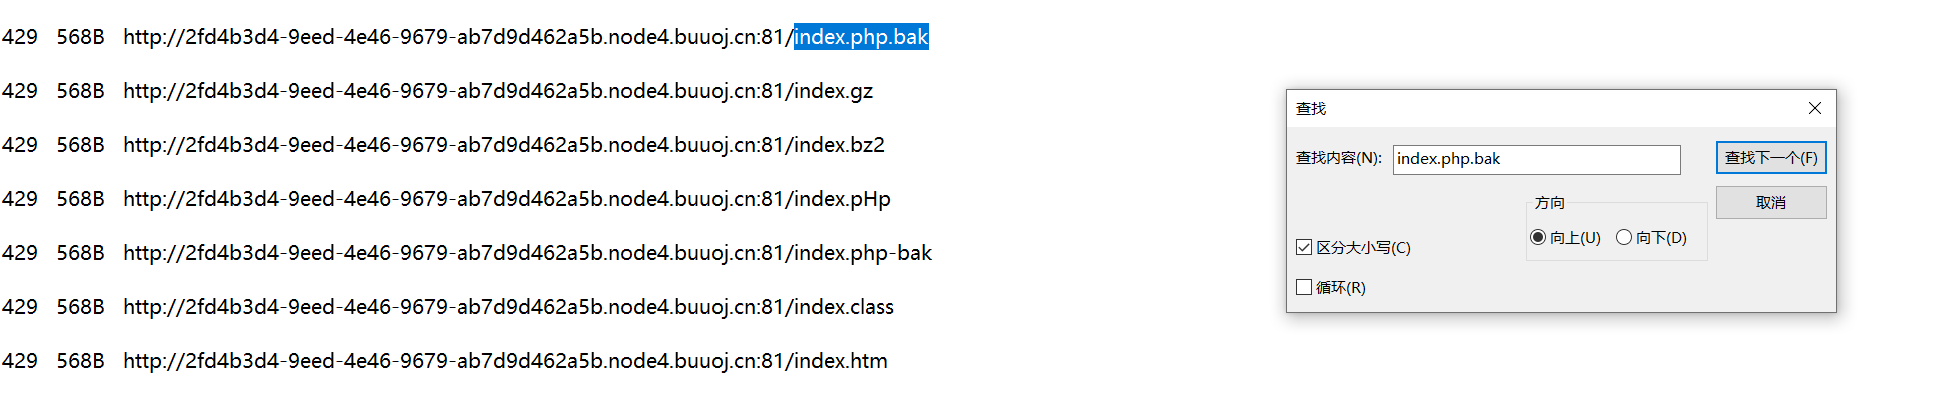 429 568B http://2fd4b3d4-9eed-4e46-9679-ab7d9d462a5b.node4.buuoj.cn:81/index.php.bak
429 568B http://2fd4b3d4-9eed-4e46-9679-ab7d9d462a5b.node4.buuoj.cn:81/index.gz
429 568B http://2fd4b3d4-9eed-4e46-9679-ab7d9d462a5b.node4.buuoj.cn:81/index.bz2
429 568B http://2fd4b3d4-9eed-4e46-9679-ab7d9d462a5b.node4.buuoj.cn:81/index.pHp
429 568B http://2fd4b3d4-9eed-4e46-9679-ab7d9d462a5b.node4.buuoj.cn:81/index.php-bak
429 568B http://2fd4b3d4-9eed-4e46-9679-ab7d9d462a5b.node4.buuoj.cn:81/index.class
429 568B http://2fd4b3d4-9eed-4e46-9679-ab7d9d462a5b.node4.buuoj.cn:81/index.htm
查找
查找内容(N): index.php.bak 查找下一个(F)
方向 取消
向上(U) 向下(D)
区分大小写(C)
循环(R)